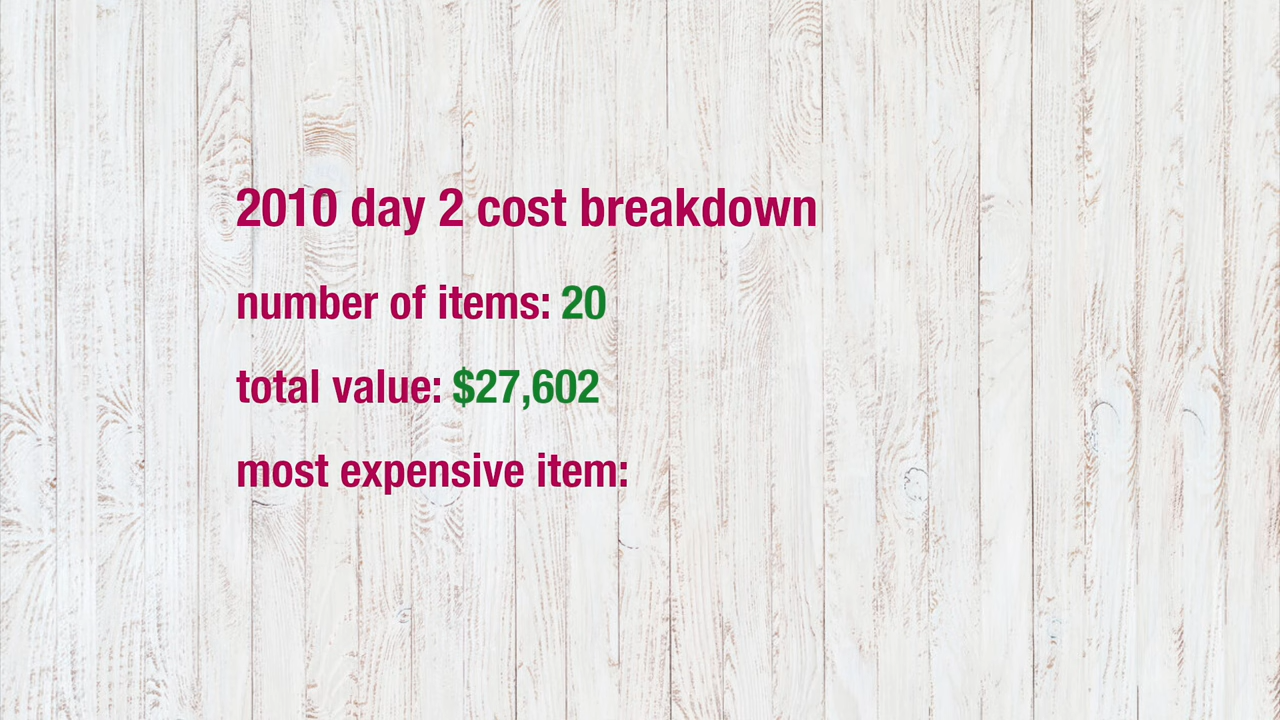 2010 day 2 cost breakdown
number of items: 20
total value: $27,602
most expensive item: